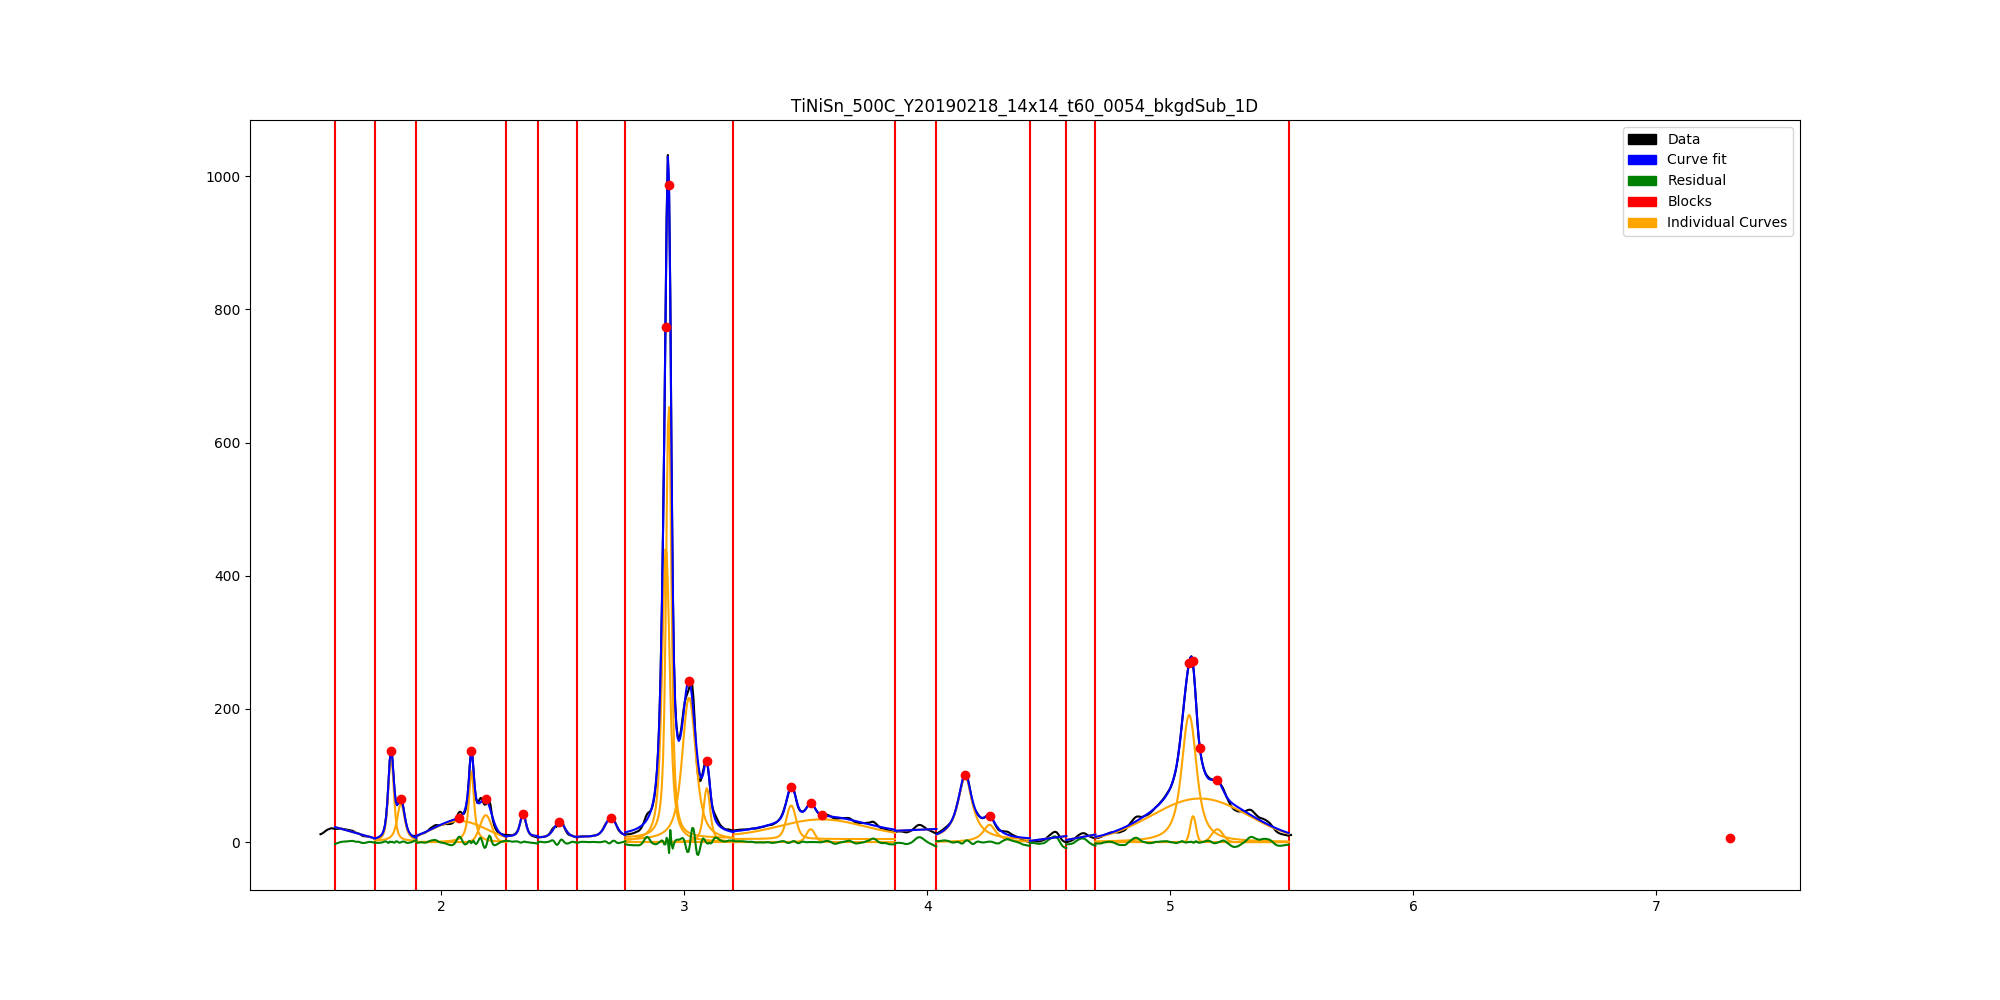 TiNiSn_500C_Y20190218_14x14_t60_0054_bkgdSub_1D
Data
Curve fit
Residual
Blocks
Individual Curves
1000
800
600
400
200
0
2 3 4 5 6 7